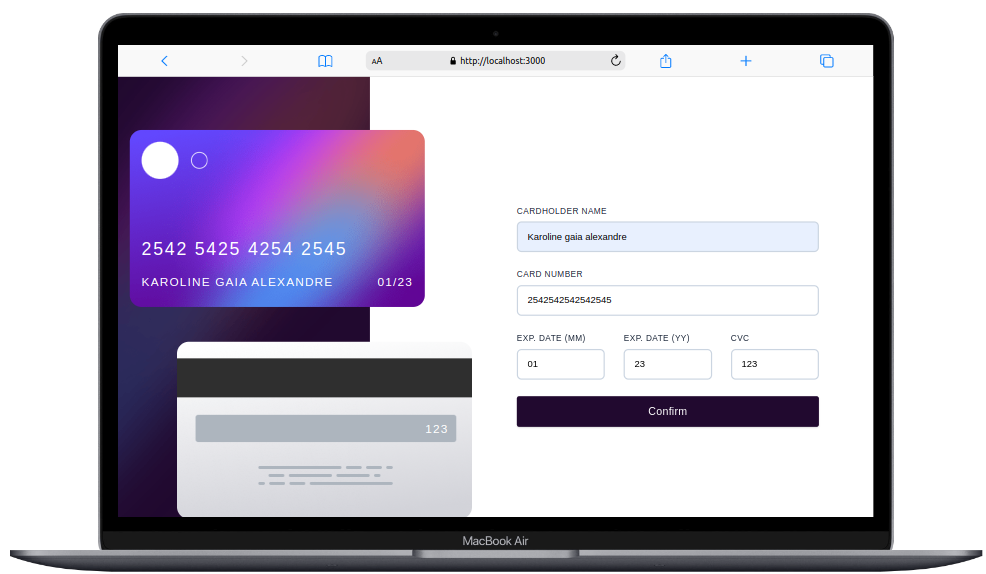 AA
http://localhost:3000
2542 5425 4254 2545
KAROLINE GAIA ALEXANDRE 01/23
123
CARDHOLDER NAME
Karoline gaia alexandre
CARD NUMBER
2542542542542545
EXP. DATE (MM) EXP. DATE (YY) CVC
01 23 123
Confirm
MacBook Air